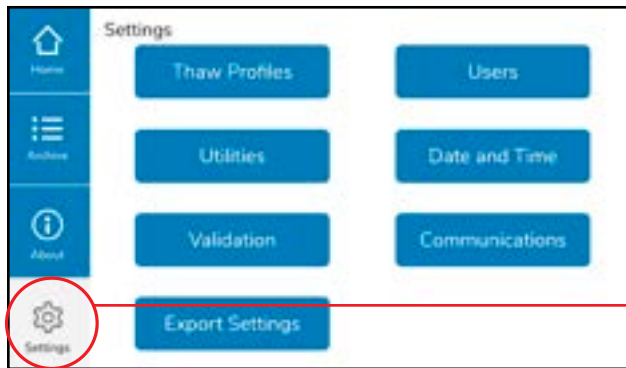 Home
Archive
About
Settings
Settings
Thaw Profiles
Users
Utilities
Date and Time
Validation
Communications
Export Settings